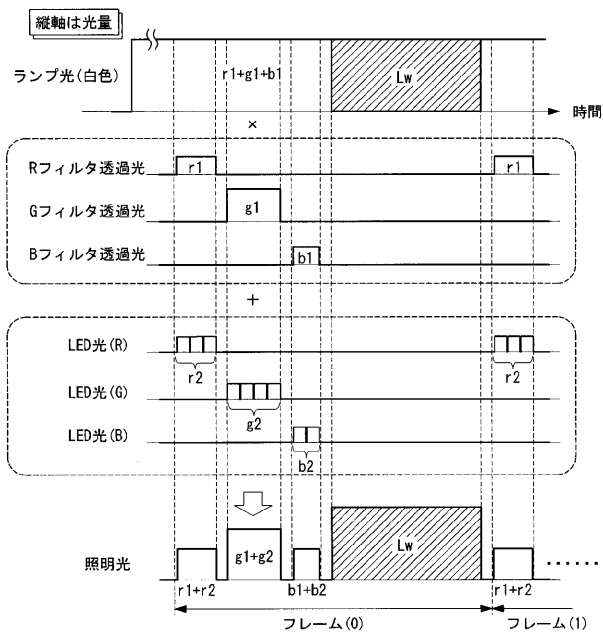 縦軸は光量
ランプ光(白色)
r1+g1+b1
Lw
時間
×
Rフィルタ透過光
r1
r1
Gフィルタ透過光
g1
Bフィルタ透過光
b1
+
LED光(R)
r2
r2
LED光(G)
g2
LED光(B)
b2
照明光
g1+g2
Lw
r1+r2
b1+b2
r1+r2
フレーム(0)
フレーム(1)